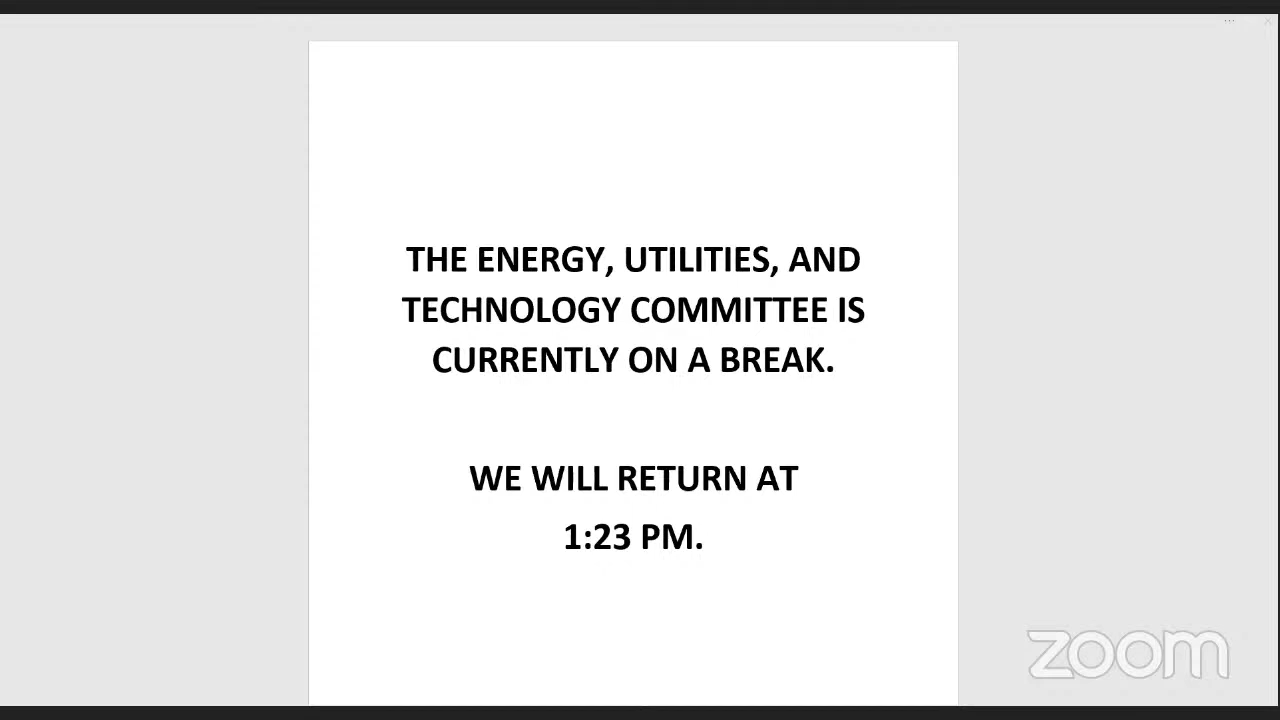 THE ENERGY, UTILITIES, AND
TECHNOLOGY COMMITTEE IS
CURRENTLY ON A BREAK.
WE WILL RETURN AT
1:23 PM.
zoom